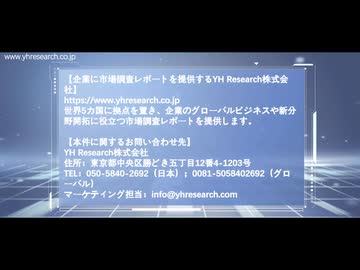 www.yhresearch.co.jp
【企業に市場調査レポートを提供するYH Research株式会
社】
https://www.yhresearch.co.jp
世界5カ国に拠点を置き、企業のグローバルビジネスや新分
野開拓に役立つ市場調査レポートを提供します。
【本件に関するお問い合わせ先】
YH Research株式会社
住所：東京都中央区勝どき五丁目12番4-1203号
TEL：050-5840-2692（日本）；0081-5058402692（グロ
ーバル）
マーケティング担当：info@yhresearch.com